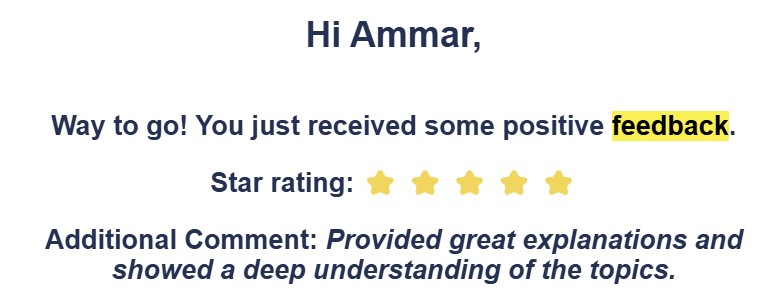 Hi Ammar,
Way to go! You just received some positive feedback.
Star rating:
Additional Comment: Provided great explanations and
showed a deep understanding of the topics.